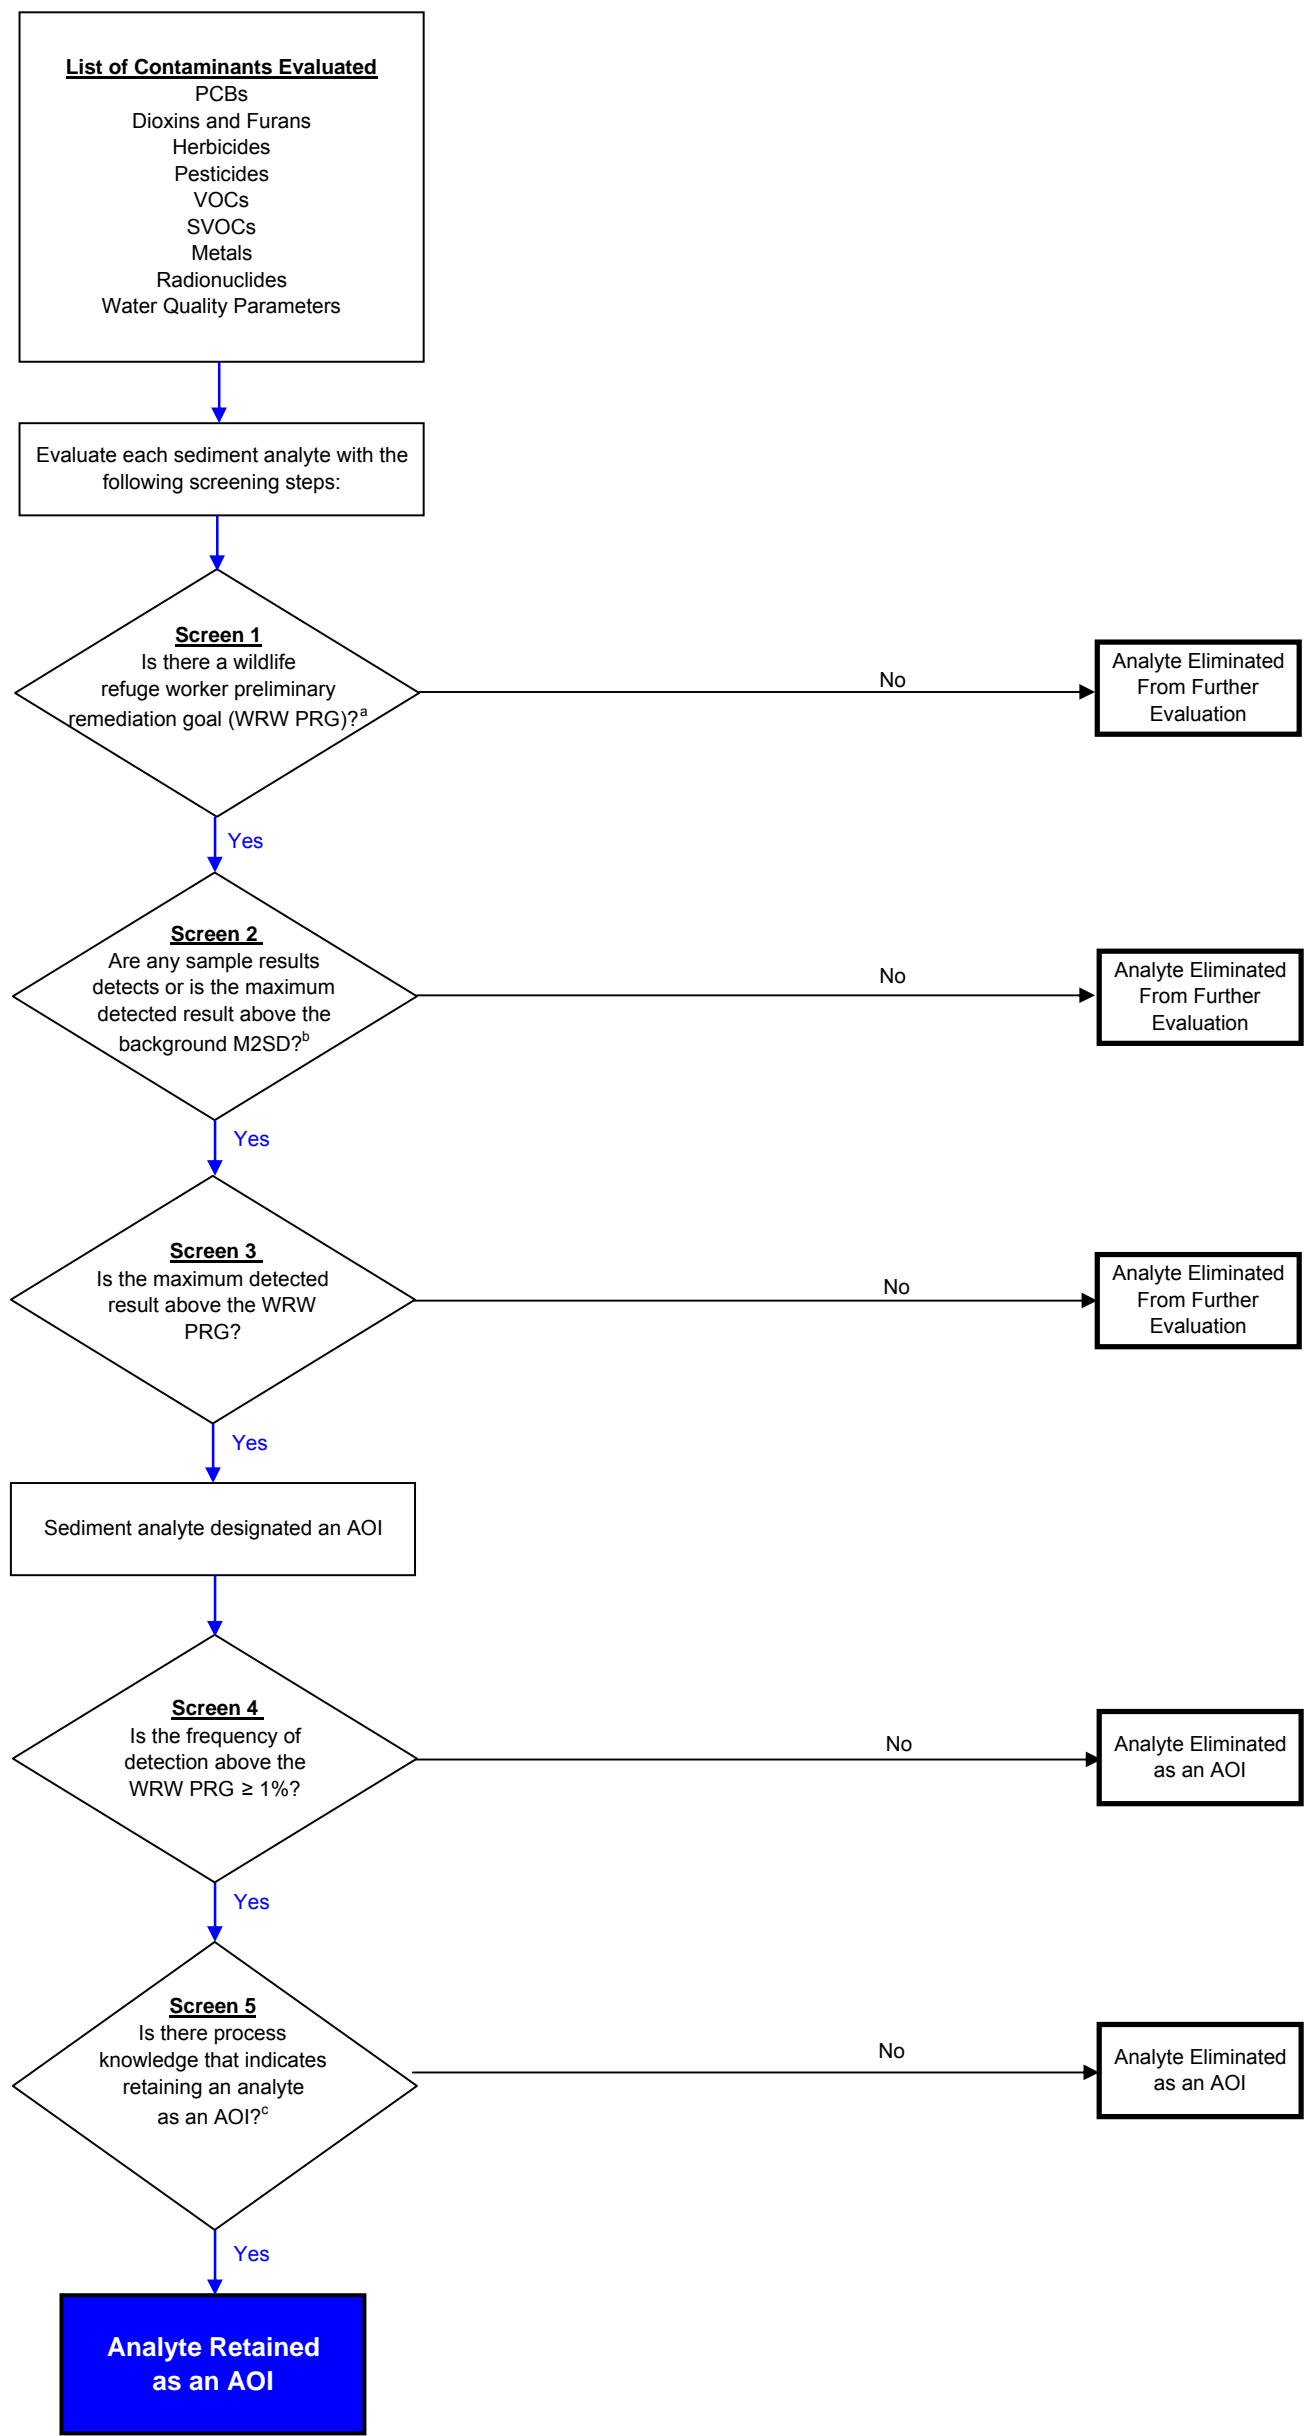 List of Contaminants Evaluated
PCBs
Dioxins and Furans
Herbicides
Pesticides
VOCs
SVOCs
Metals
Radionuclides
Water Quality Parameters
Evaluate each sediment analyte with the
following screening steps:
Screen 1
Is there a wildlife
refuge worker preliminary
remediation goal (WRW PRG)?ᵃ
No
Analyte Eliminated
From Further
Evaluation
Yes
Screen 2
Are any sample results
detects or is the maximum
detected result above the
background M2SD?ᵇ
No
Analyte Eliminated
From Further
Evaluation
Yes
Screen 3
Is the maximum detected
result above the WRW
PRG?
No
Analyte Eliminated
From Further
Evaluation
Yes
Sediment analyte designated an AOI
Screen 4
Is the frequency of
detection above the
WRW PRG ≥ 1%?
No
Analyte Eliminated
as an AOI
Yes
Screen 5
Is there process
knowledge that indicates
retaining an analyte
as an AOI?ᶜ
No
Analyte Eliminated
as an AOI
Yes
Analyte Retained
as an AOI